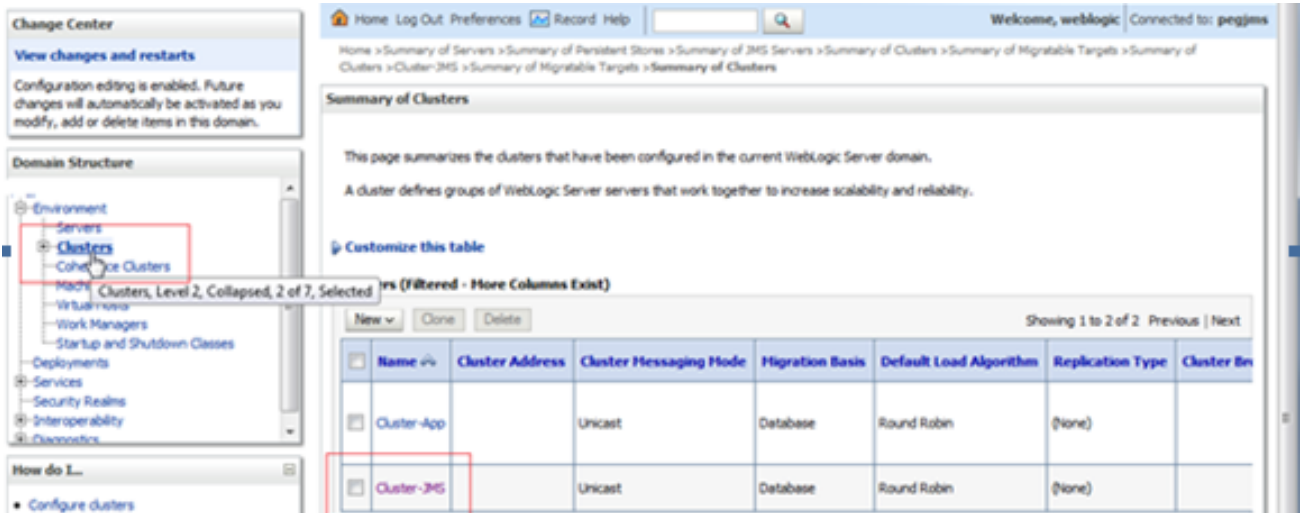 Change Center
View changes and restarts
Configuration editing is enabled. Future
changes will automatically be activated as you
modify, add or delete items in this domain.
Domain Structure
Environment
Servers
Clusters
Coherence Clusters
Clusters, Level 2, Collapsed, 2 of 7, Selected
Virtual Hosts
Work Managers
Startup and Shutdown Classes
Deployments
Services
Security Realms
Interoperability
Diagnostics
How do I...
Configure clusters
Home Log Out Preferences Record Help
Welcome, weblogic Connected to: pegjms
Home >Summary of Servers >Summary of Persistent Stores >Summary of JMS Servers >Summary of Clusters >Summary of Migratable Targets >Summary of
Clusters >Cluster-JMS >Summary of Migratable Targets >Summary of Clusters
Summary of Clusters
This page summarizes the clusters that have been configured in the current WebLogic Server domain.
A cluster defines groups of WebLogic Server servers that work together to increase scalability and reliability.
Customize this table
(Filtered - More Columns Exist)
New Clone Delete Showing 1 to 2 of 2 Previous | Next
Name Cluster Address Cluster Messaging Mode Migration Basis Default Load Algorithm Replication Type Cluster
Cluster-App Unicast Database Round Robin (None)
Cluster-JMS Unicast Database Round Robin (None)